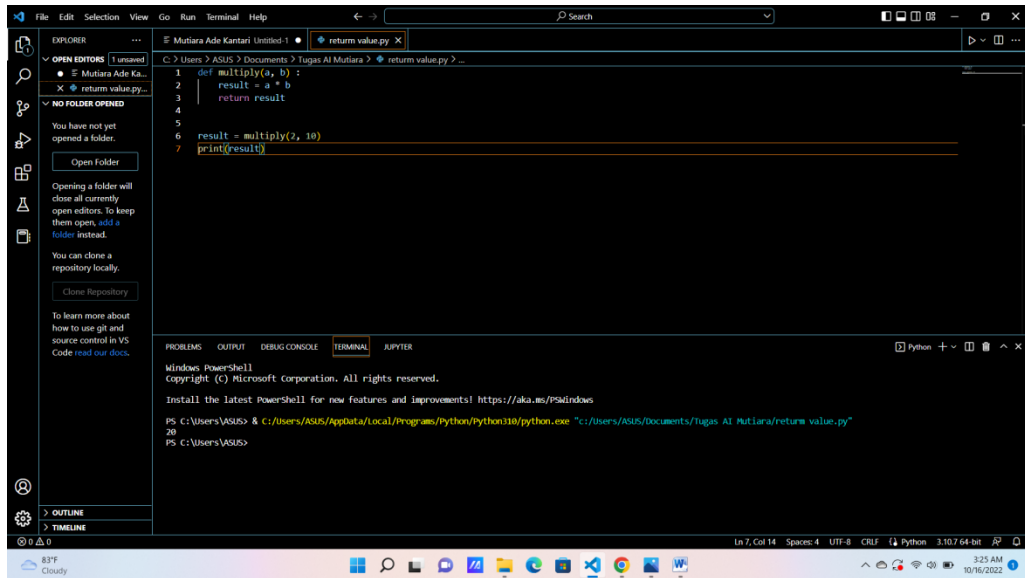 File Edit Selection View Go Run Terminal Help
Search
EXPLORER
Mutiara Ade Kantari Untitled-1
returm value.py
OPEN EDITORS 1 unsaved
Mutiara Ade Ka...
returm value.py...
NO FOLDER OPENED
You have not yet
opened a folder.
Open Folder
Opening a folder will
close all currently
open editors. To keep
them open, add a
folder instead.
You can clone a
repository locally.
Clone Repository
To learn more about
how to use git and
source control in VS
Code read our docs.
OUTLINE
TIMELINE
C: > Users > ASUS > Documents > Tugas AI Mutiara > returm value.py > ...
1 def multiply(a, b) :
2 result = a * b
3 return result
4
5
6 result = multiply(2, 10)
7 print(result)
PROBLEMS OUTPUT DEBUG CONSOLE TERMINAL JUPYTER
Python
Windows PowerShell
Copyright (C) Microsoft Corporation. All rights reserved.
Install the latest PowerShell for new features and improvements! https://aka.ms/PSWindows
PS C:\Users\ASUS> & C:/Users/ASUS/AppData/Local/Programs/Python/Python310/python.exe "c:/Users/ASUS/Documents/Tugas AI Mutiara/returm value.py"
20
PS C:\Users\ASUS>
0 0
Ln 7, Col 14 Spaces: 4 UTF-8 CRLF Python 3.10.7 64-bit
83°F
Cloudy
3:25 AM
10/16/2022